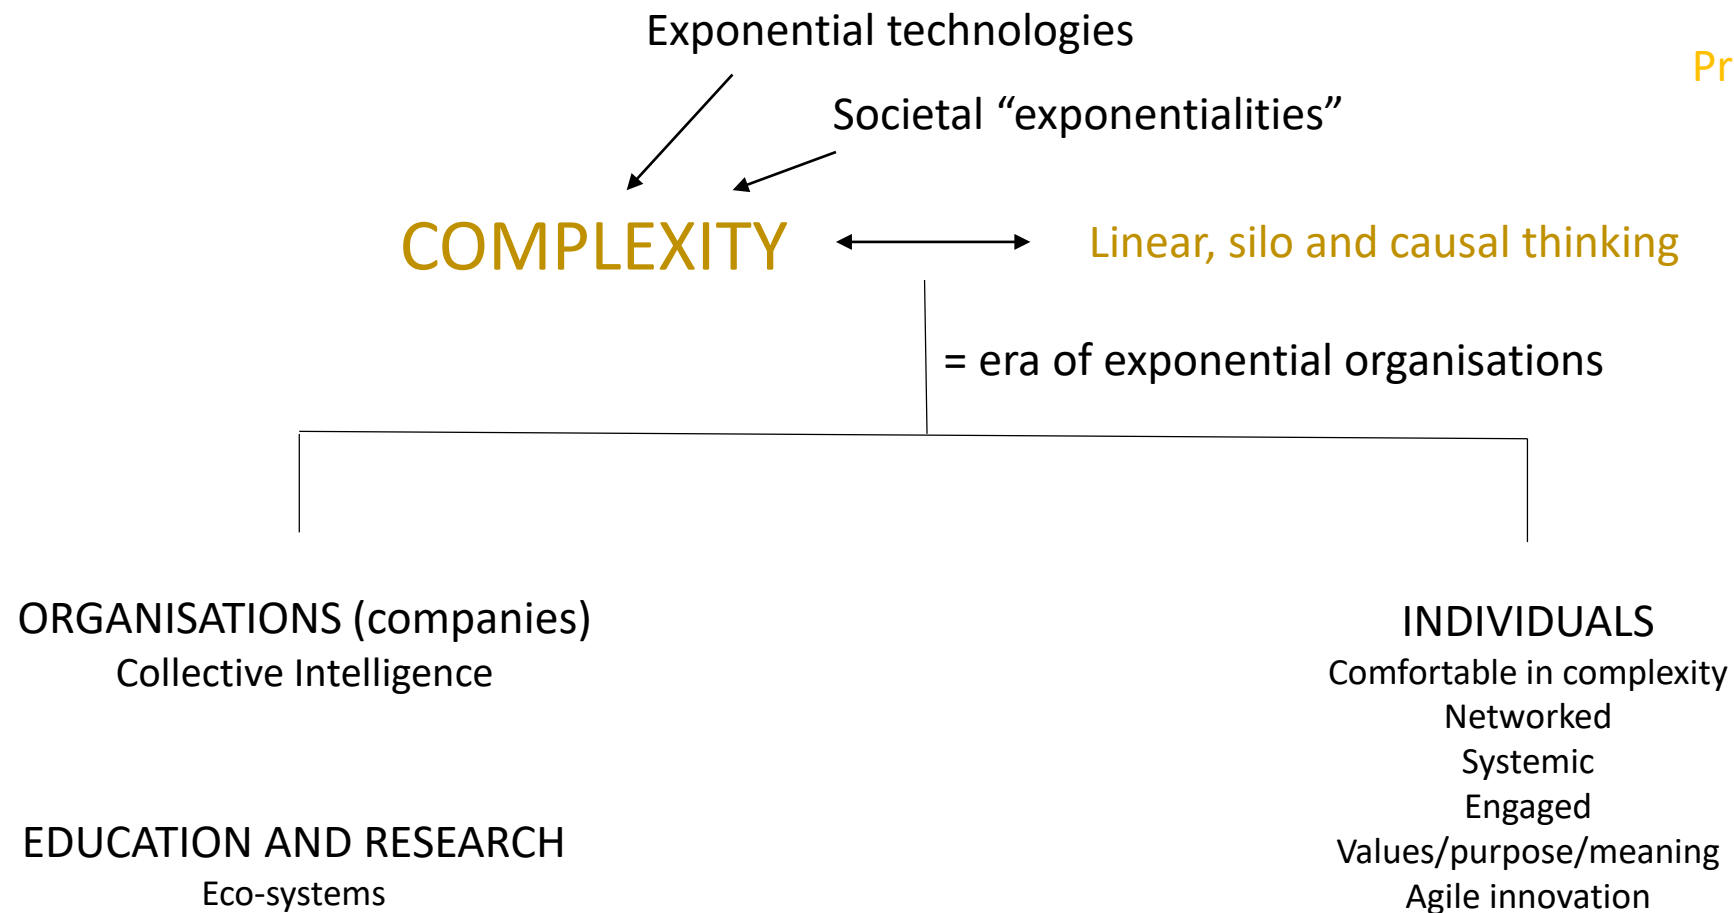 Exponential technologies
Pr
Societal “exponentialities”
COMPLEXITY
Linear, silo and causal thinking
= era of exponential organisations
ORGANISATIONS (companies)
Collective Intelligence
EDUCATION AND RESEARCH
Eco-systems
INDIVIDUALS
Comfortable in complexity
Networked
Systemic
Engaged
Values/purpose/meaning
Agile innovation